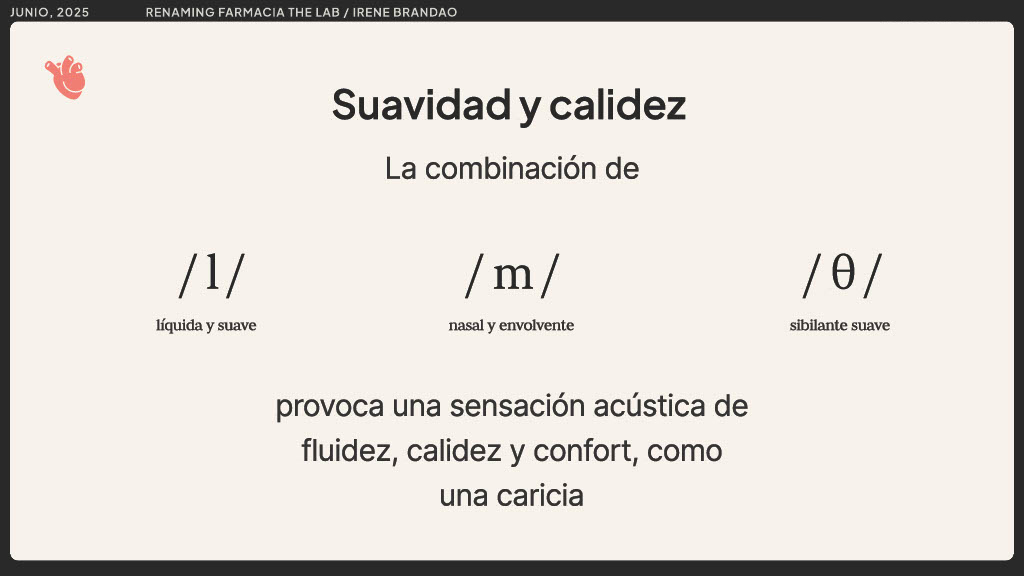 JUNIO, 2025
RENAMING FARMACIA THE LAB / IRENE BRANDAO
Suavidad y calidez
La combinación de
/l/
líquida y suave
/m/
nasal y envolvente
/θ/
sibilante suave
provoca una sensación acústica de
fluidez, calidez y confort, como
una caricia